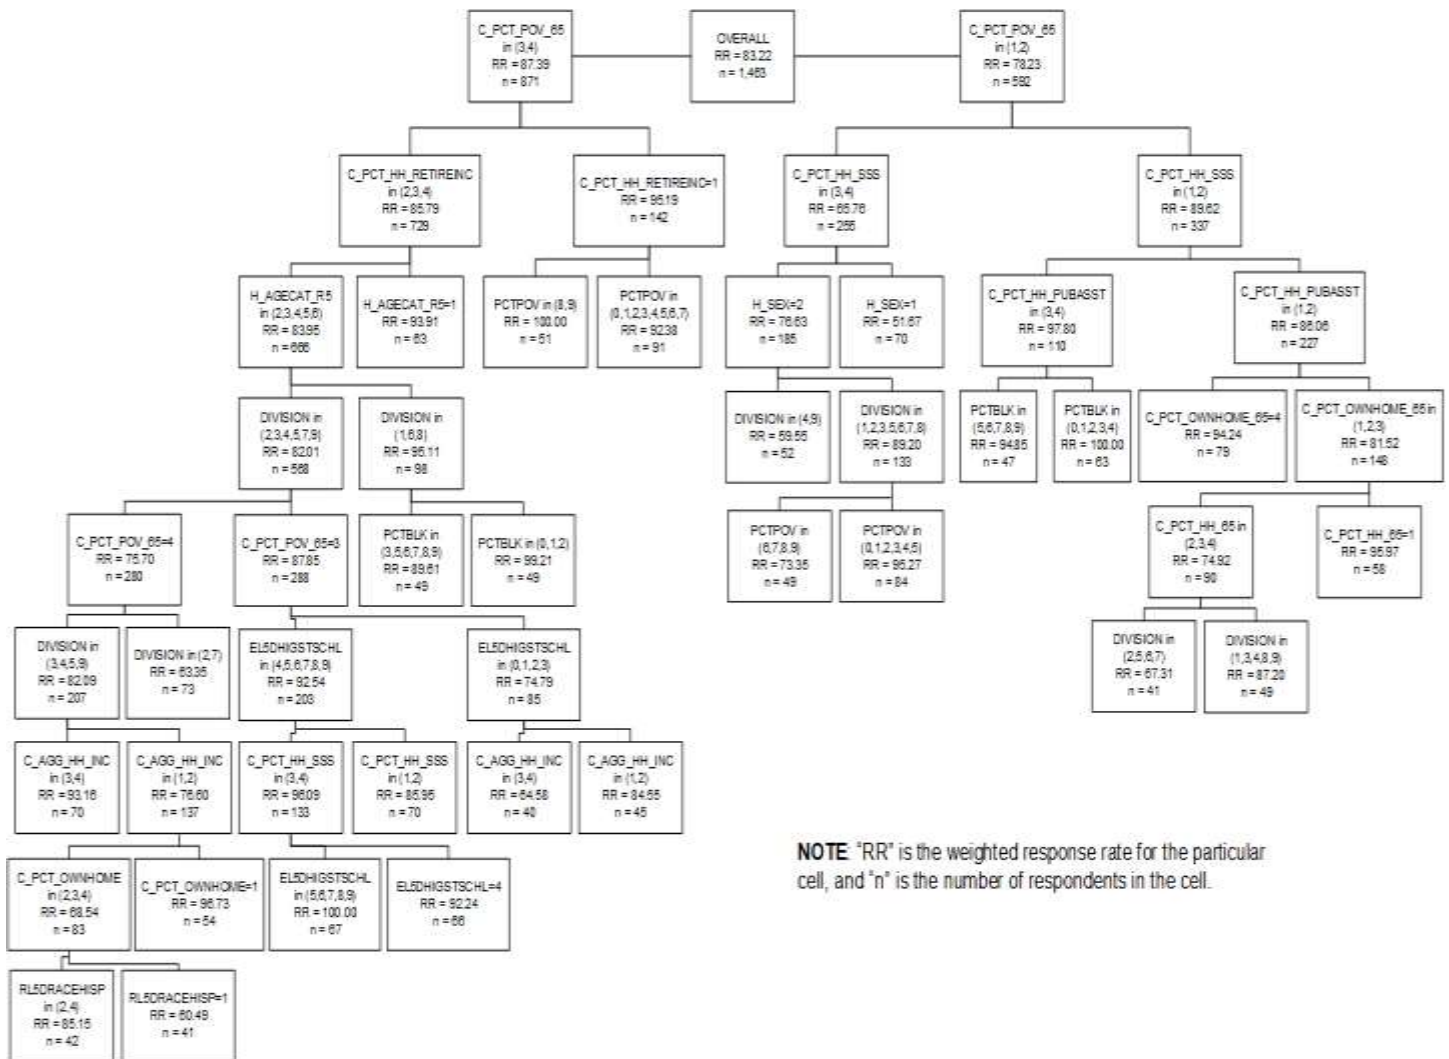 C_PCT_POV_65
in (3,4)
RR = 87.39
n = 871
OVERALL
RR = 83.22
n = 1,463
C_PCT_POV_65
in (1,2)
RR = 78.23
n = 592
C_PCT_HH_RETIREINC
in (2,3,4)
RR = 85.79
n = 729
C_PCT_HH_RETIREINC=1
RR = 95.19
n = 142
C_PCT_HH_SSS
in (3,4)
RR = 65.76
n = 255
C_PCT_HH_SSS
in (1,2)
RR = 89.62
n = 337
H_AGECAT_R5
in (2,3,4,5,6)
RR = 83.95
n = 666
H_AGECAT_R5=1
RR = 93.91
n = 63
PCTPOV in (8,9)
RR = 100.00
n = 51
PCTPOV in
(0,1,2,3,4,5,6,7)
RR = 92.38
n = 91
H_SEX=2
RR = 76.63
n = 185
H_SEX=1
RR = 51.67
n = 70
C_PCT_HH_PUBASST
in (3,4)
RR = 97.80
n = 110
C_PCT_HH_PUBASST
in (1,2)
RR = 86.06
n = 227
DIVISION in
(2,3,4,5,7,9)
RR = 82.01
n = 568
DIVISION in
(1,6,8)
RR = 95.11
n = 98
DIVISION in (4,9)
RR = 59.55
n = 52
DIVISION in
(1,2,3,5,6,7,8)
RR = 89.20
n = 133
PCTBLK in
(5,6,7,8,9)
RR = 94.85
n = 47
PCTBLK in
(0,1,2,3,4)
RR = 100.00
n = 63
C_PCT_OWNHOME_65=4
RR = 94.24
n = 79
C_PCT_OWNHOME_65 in
(1,2,3)
RR = 81.52
n = 148
C_PCT_POV_65=4
RR = 75.70
n = 280
C_PCT_POV_65=3
RR = 87.85
n = 288
PCTBLK in
(3,5,6,7,8,9)
RR = 89.61
n = 49
PCTBLK in (0,1,2)
RR = 99.21
n = 49
PCTPOV in
(6,7,8,9)
RR = 73.35
n = 49
PCTPOV in
(0,1,2,3,4,5)
RR = 95.27
n = 84
C_PCT_HH_65 in
(2,3,4)
RR = 74.92
n = 90
C_PCT_HH_65=1
RR = 95.97
n = 58
DIVISION in
(3,4,5,9)
RR = 82.09
n = 207
DIVISION in (2,7)
RR = 63.35
n = 73
EL5DHIGSTSCHL
in (4,5,6,7,8,9)
RR = 92.54
n = 203
EL5DHIGSTSCHL
in (0,1,2,3)
RR = 74.79
n = 85
DIVISION in
(2,5,6,7)
RR = 67.31
n = 41
DIVISION in
(1,3,4,8,9)
RR = 87.20
n = 49
C_AGG_HH_INC
in (3,4)
RR = 93.16
n = 70
C_AGG_HH_INC
in (1,2)
RR = 76.60
n = 137
C_PCT_HH_SSS
in (3,4)
RR = 96.09
n = 133
C_PCT_HH_SSS
in (1,2)
RR = 85.95
n = 70
C_AGG_HH_INC
in (3,4)
RR = 64.58
n = 40
C_AGG_HH_INC
in (1,2)
RR = 84.55
n = 45
C_PCT_OWNHOME
in (2,3,4)
RR = 68.54
n = 83
C_PCT_OWNHOME=1
RR = 96.73
n = 54
EL5DHIGSTSCHL
in (5,6,7,8,9)
RR = 100.00
n = 67
EL5DHIGSTSCHL=4
RR = 92.24
n = 66
NOTE: "RR" is the weighted response rate for the particular
cell, and "n" is the number of respondents in the cell.
RL5DRACEHISP
in (2,4)
RR = 85.15
n = 42
RL5DRACEHISP=1
RR = 60.49
n = 41